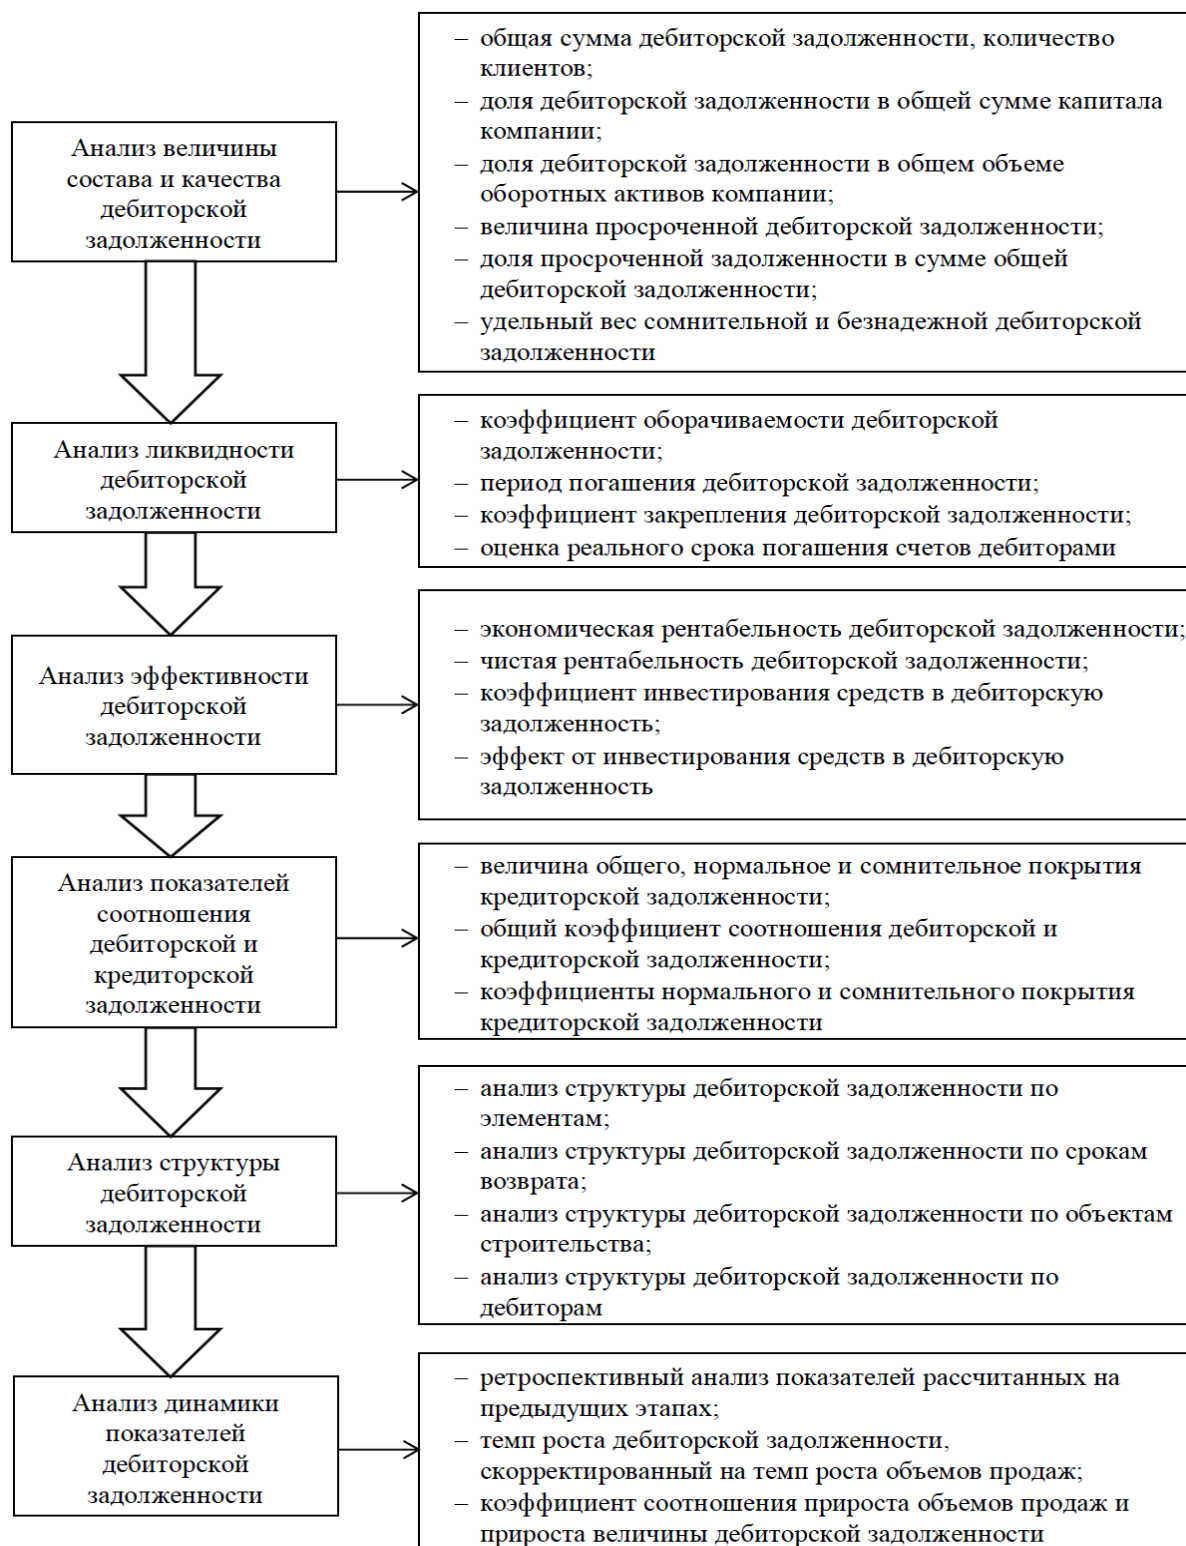 Анализ величины
состава и качества
дебиторской
задолженности
– общая сумма дебиторской задолженности, количество
клиентов;
– доля дебиторской задолженности в общей сумме капитала
компании;
– доля дебиторской задолженности в общем объеме
оборотных активов компании;
– величина просроченной дебиторской задолженности;
– доля просроченной задолженности в сумме общей
дебиторской задолженности;
– удельный вес сомнительной и безнадежной дебиторской
задолженности
Анализ ликвидности
дебиторской
задолженности
– коэффициент оборачиваемости дебиторской
задолженности;
– период погашения дебиторской задолженности;
– коэффициент закрепления дебиторской задолженности;
– оценка реального срока погашения счетов дебиторами
Анализ эффективности
дебиторской
задолженности
– экономическая рентабельность дебиторской задолженности;
– чистая рентабельность дебиторской задолженности;
– коэффициент инвестирования средств в дебиторскую
задолженность;
– эффект от инвестирования средств в дебиторскую
задолженность
Анализ показателей
соотношения
дебиторской и
кредиторской
задолженности
– величина общего, нормальное и сомнительное покрытия
кредиторской задолженности;
– общий коэффициент соотношения дебиторской и
кредиторской задолженности;
– коэффициенты нормального и сомнительного покрытия
кредиторской задолженности
Анализ структуры
дебиторской
задолженности
– анализ структуры дебиторской задолженности по
элементам;
– анализ структуры дебиторской задолженности по срокам
возврата;
– анализ структуры дебиторской задолженности по объектам
строительства;
– анализ структуры дебиторской задолженности по
дебиторам
Анализ динамики
показателей
дебиторской
задолженности
– ретроспективный анализ показателей рассчитанных на
предыдущих этапах;
– темп роста дебиторской задолженности,
скорректированный на темп роста объемов продаж;
– коэффициент соотношения прироста объемов продаж и
прироста величины дебиторской задолженности